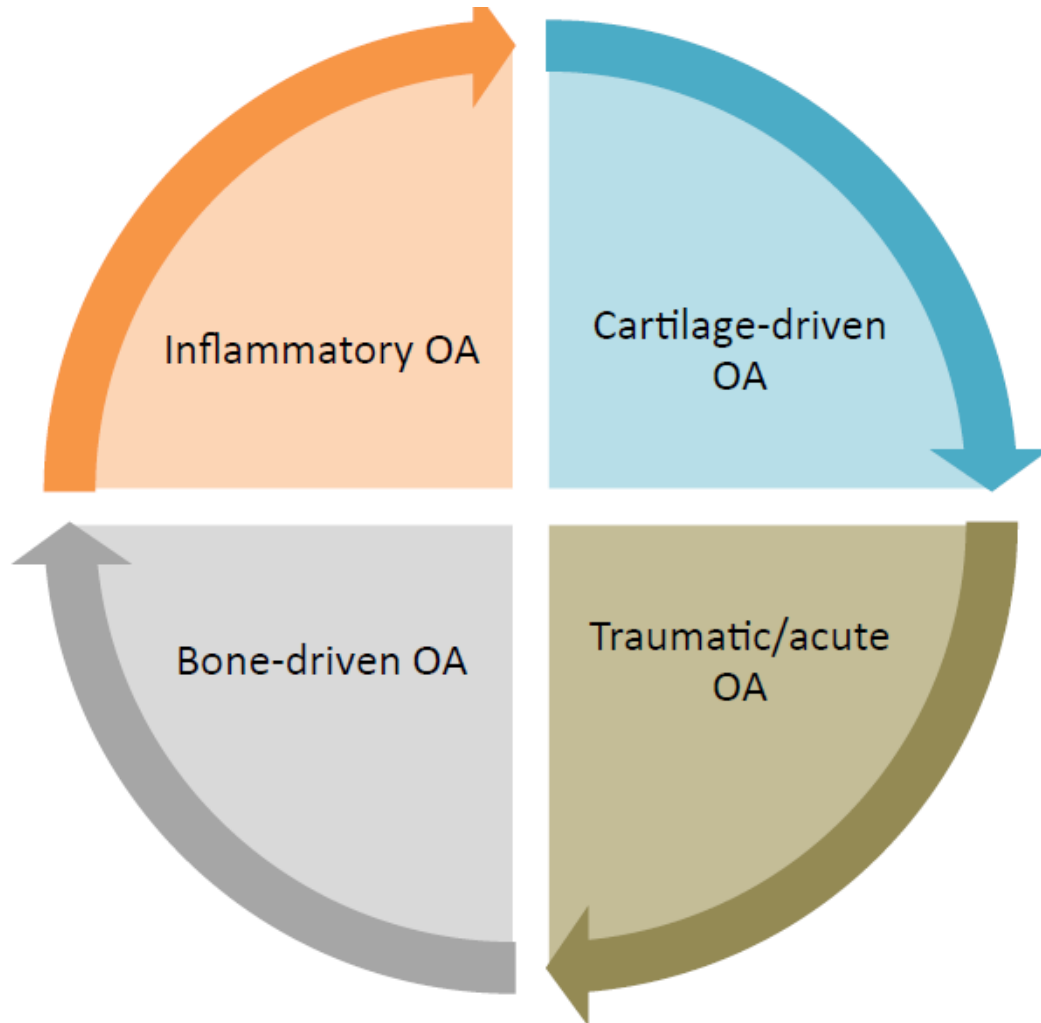 Inflammatory OA
Cartilage-driven
OA
Bone-driven OA
Traumatic/acute
OA